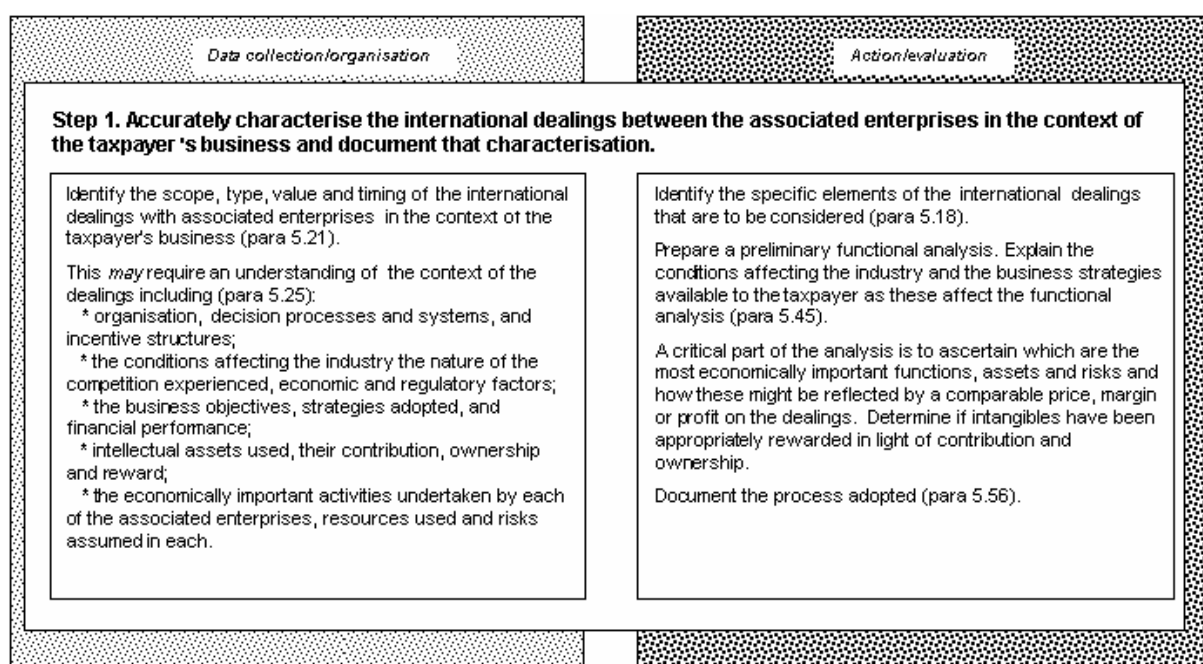 Data collection/organisation
Action/evaluation
Step 1. Accurately characterise the international dealings between the associated enterprises in the context of
the taxpayer's business and document that characterisation.
Identify the scope, type, value and timing of the international
dealings with associated enterprises in the context of the
taxpayer's business (para 5.21).
This may require an understanding of the context of the
dealings including (para 5.25):
* organisation, decision processes and systems, and
incentive structures;
* the conditions affecting the industry the nature of the
competition experienced, economic and regulatory factors;
* the business objectives, strategies adopted, and
financial performance;
* intellectual assets used, their contribution, ownership
and reward;
* the economically important activities undertaken by each
of the associated enterprises, resources used and risks
assumed in each.
Identify the specific elements of the international dealings
that are to be considered (para 5.18).
Prepare a preliminary functional analysis. Explain the
conditions affecting the industry and the business strategies
available to the taxpayer as these affect the functional
analysis (para 5.45).
A critical part of the analysis is to ascertain which are the
most economically important functions, assets and risks and
how these might be reflected by a comparable price, margin
or profit on the dealings. Determine if intangibles have been
appropriately rewarded in light of contribution and
ownership.
Document the process adopted (para 5.56).